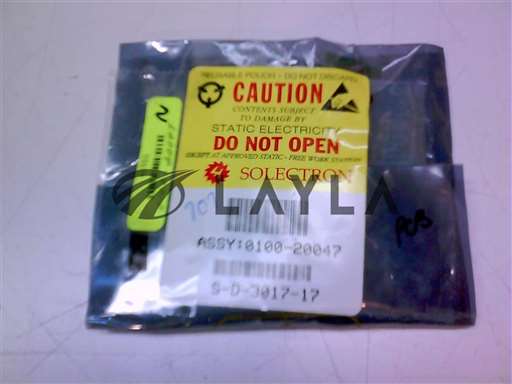 REUSABLE POUCH - DO NOT DISCARD
CAUTION
CONTENTS SUBJECT
TO DAMAGE BY
STATIC ELECTRICITY
DO NOT OPEN
EXCEPT AT APPROVED STATIC - FREE WORK STATION
SOLECTRON
LAYLA
ASSY:0100-20047
S-D-3017-17
PCB